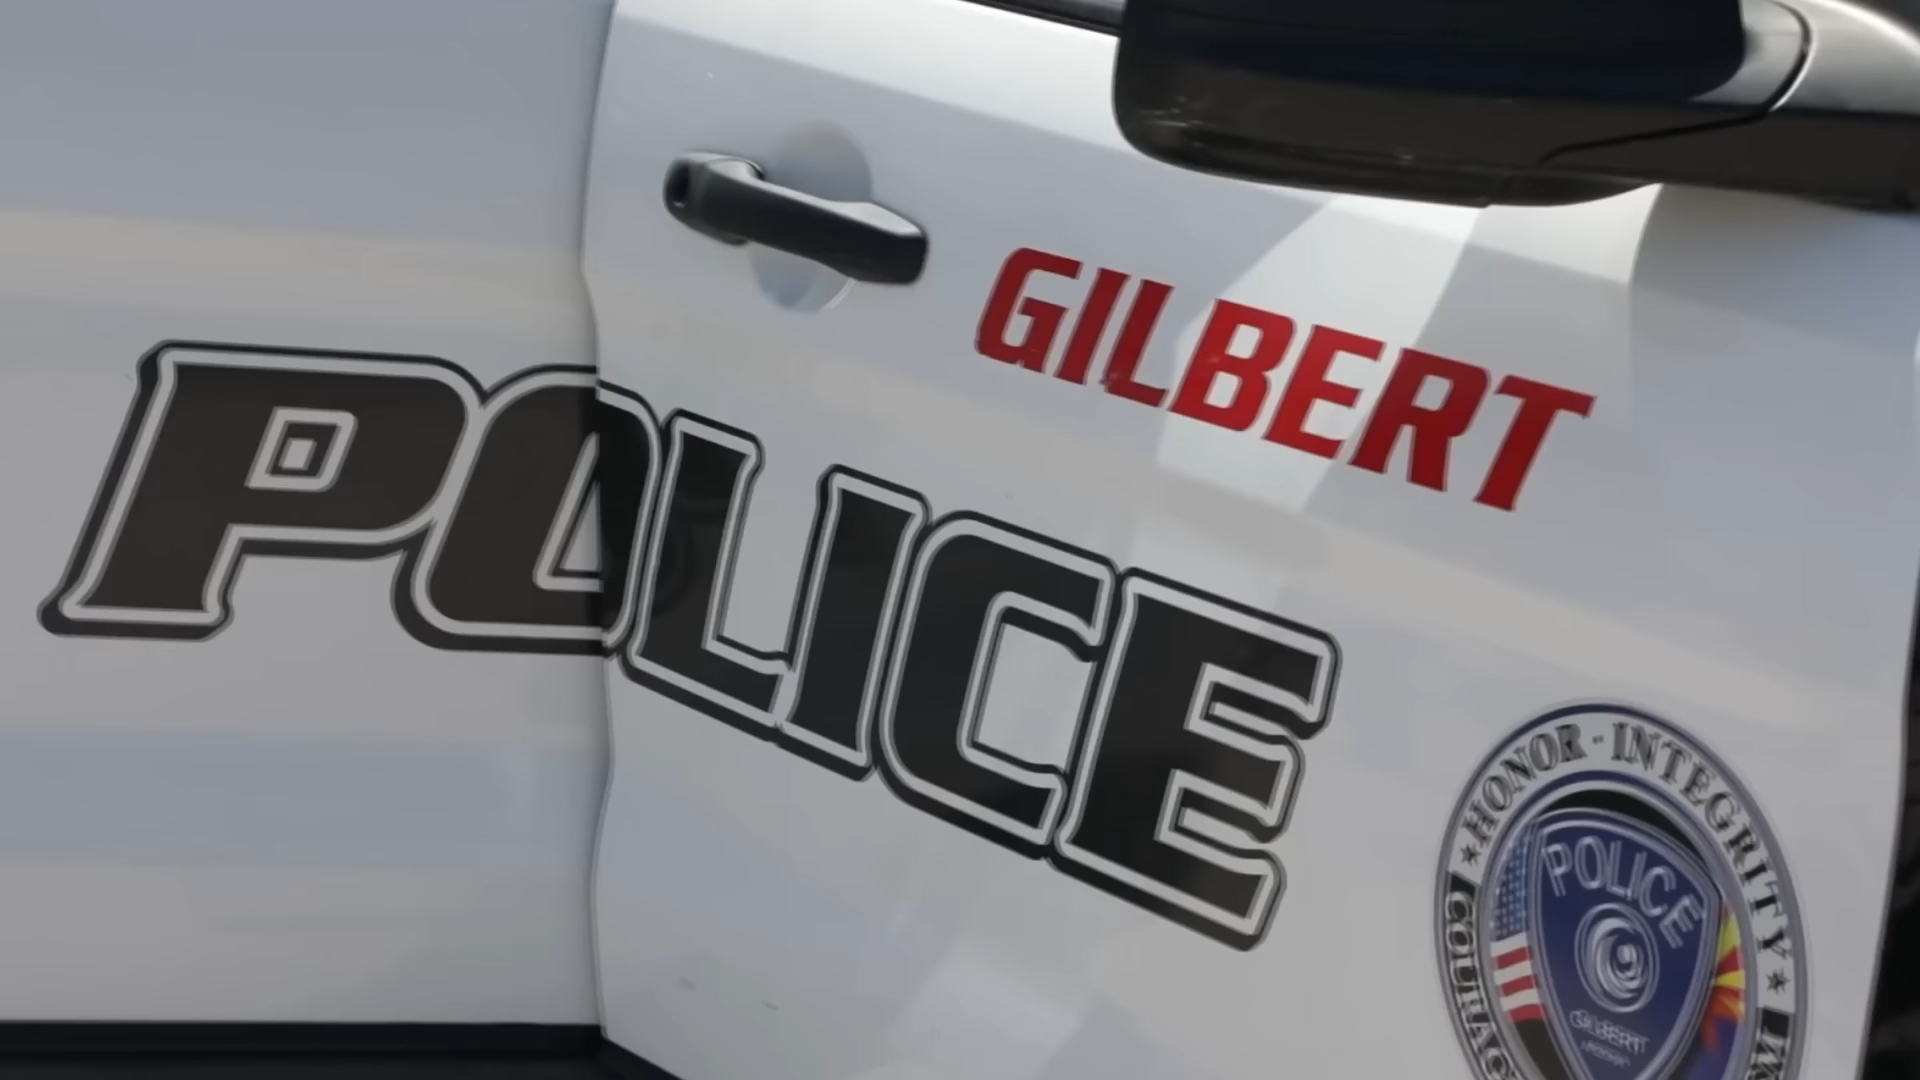 GILBERT
POLICE
HONOR - INTEGRITY
POLICE
GILBERT